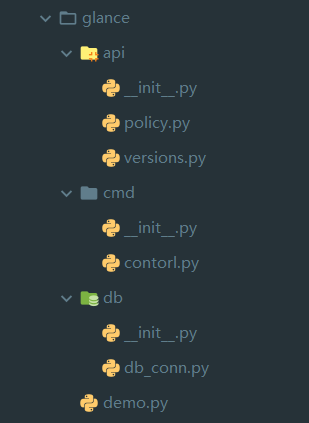 glance
api
__init__.py
policy.py
versions.py
cmd
__init__.py
contorl.py
db
__init__.py
db_conn.py
demo.py